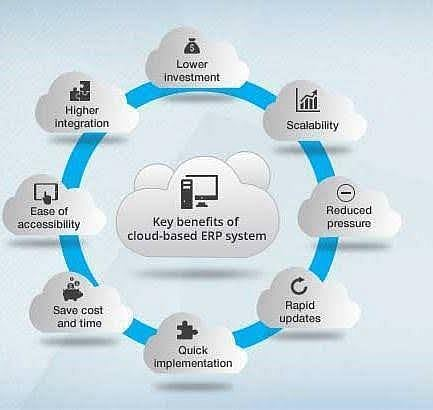 Lower
investment
Scalability
Reduced
pressure
Rapid
updates
Quick
implementation
Save cost
and time
Ease of
accessibility
Higher
integration
Key benefits of
cloud-based ERP system